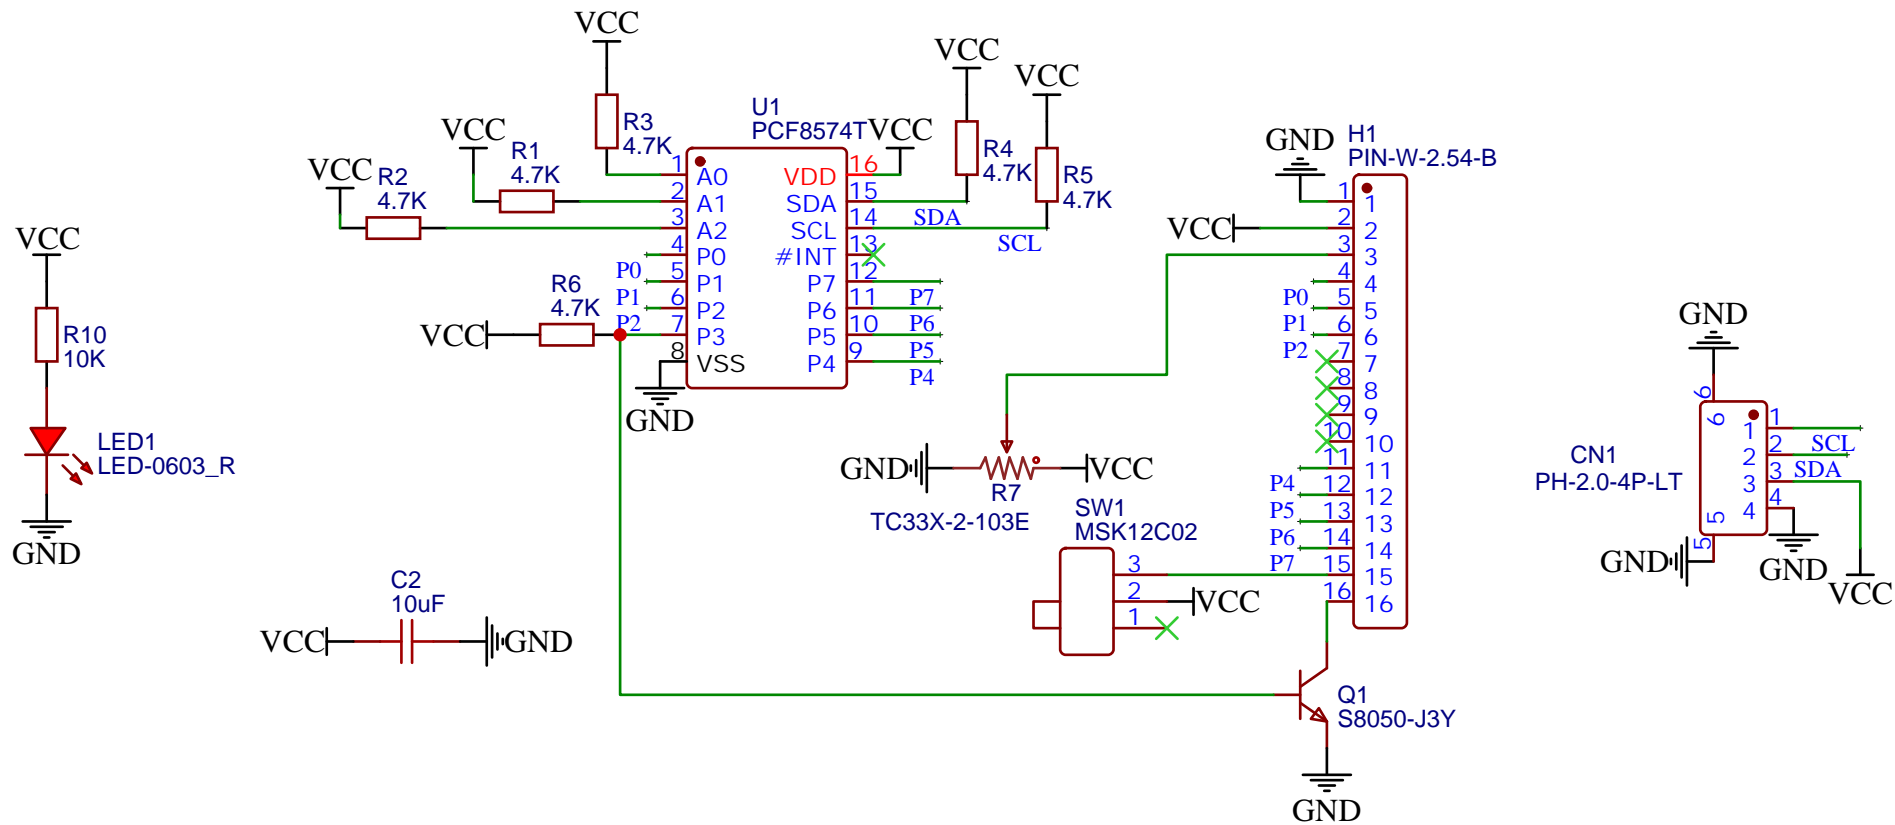 VCC
R10
10K
LED1
LED-0603_R
GND
VCC
R2
4.7K
VCC
R1
4.7K
VCC
R3
4.7K
U1
PCF8574T
1
A0
2
A1
3
A2
4
P0
P0
5
P1
P1
6
P2
P2
7
P3
8
VSS
GND
VCC
R6
4.7K
16
VDD
VCC
15
SDA
SDA
14
SCL
SCL
13
#INT
12
P7
P7
11
P6
P6
10
P5
P5
9
P4
P4
VCC
R4
4.7K
VCC
R5
4.7K
C2
10uF
VCC
GND
GND
VCC
R7
TC33X-2-103E
SW1
MSK12C02
3
2
VCC
1
H1
PIN-W-2.54-B
GND
1
1
VCC
2
2
3
3
4
4
P0
5
5
P1
6
6
P2
7
7
8
8
9
9
10
10
11
11
P4
12
12
P5
13
13
P6
14
14
P7
15
15
16
16
Q1
S8050-J3Y
GND
GND
6
6
CN1
PH-2.0-4P-LT
1
1
SCL
2
2
SDA
3
3
4
4
5
5
GND
GND
VCC